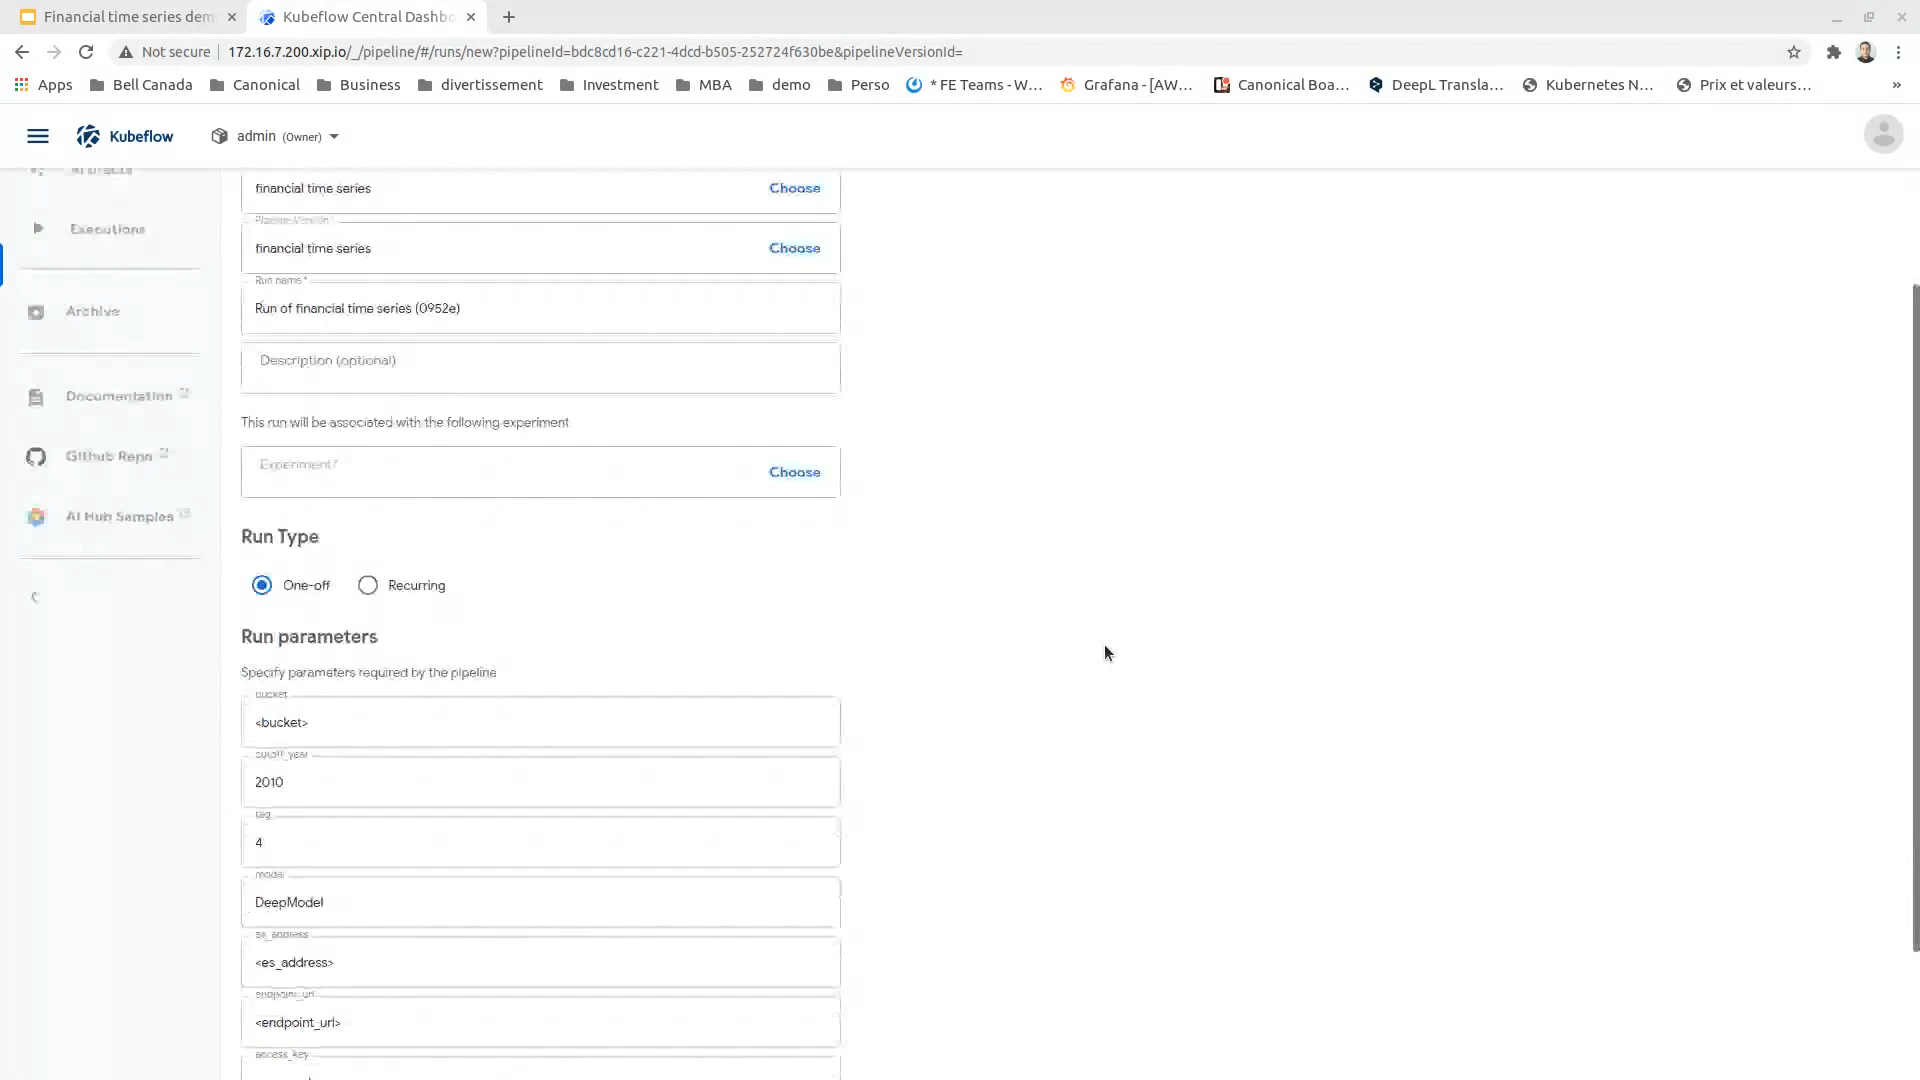 Financial time series dem
Kubeflow Central Dashbo
Not secure
172.16.7.200.xip.io/_/pipeline/#/runs/new?pipelineId=bdc8cd16-c221-4dcd-b505-252724f630be&pipelineVersionId=
Apps
Bell Canada
Canonical
Business
divertissement
Investment
MBA
demo
Perso
* FE Teams - W...
Grafana - [AW...
Canonical Boa...
DeepL Transla...
Kubernetes N...
Prix et valeurs...
»
Kubeflow
admin (Owner)
financial time series
Choose
Executions
Pipeline Version *
financial time series
Choose
Run name *
Run of financial time series (0952e)
Archive
Description (optional)
Documentation
This run will be associated with the following experiment
Github Repo
Experiment *
Choose
AI Hub Samples
Run Type
One-off
Recurring
Run parameters
Specify parameters required by the pipeline
bucket
<bucket>
cutoff_year
2010
4
model
DeepModel
es_address
<es_address>
endpoint_url
<endpoint_url>
access_key